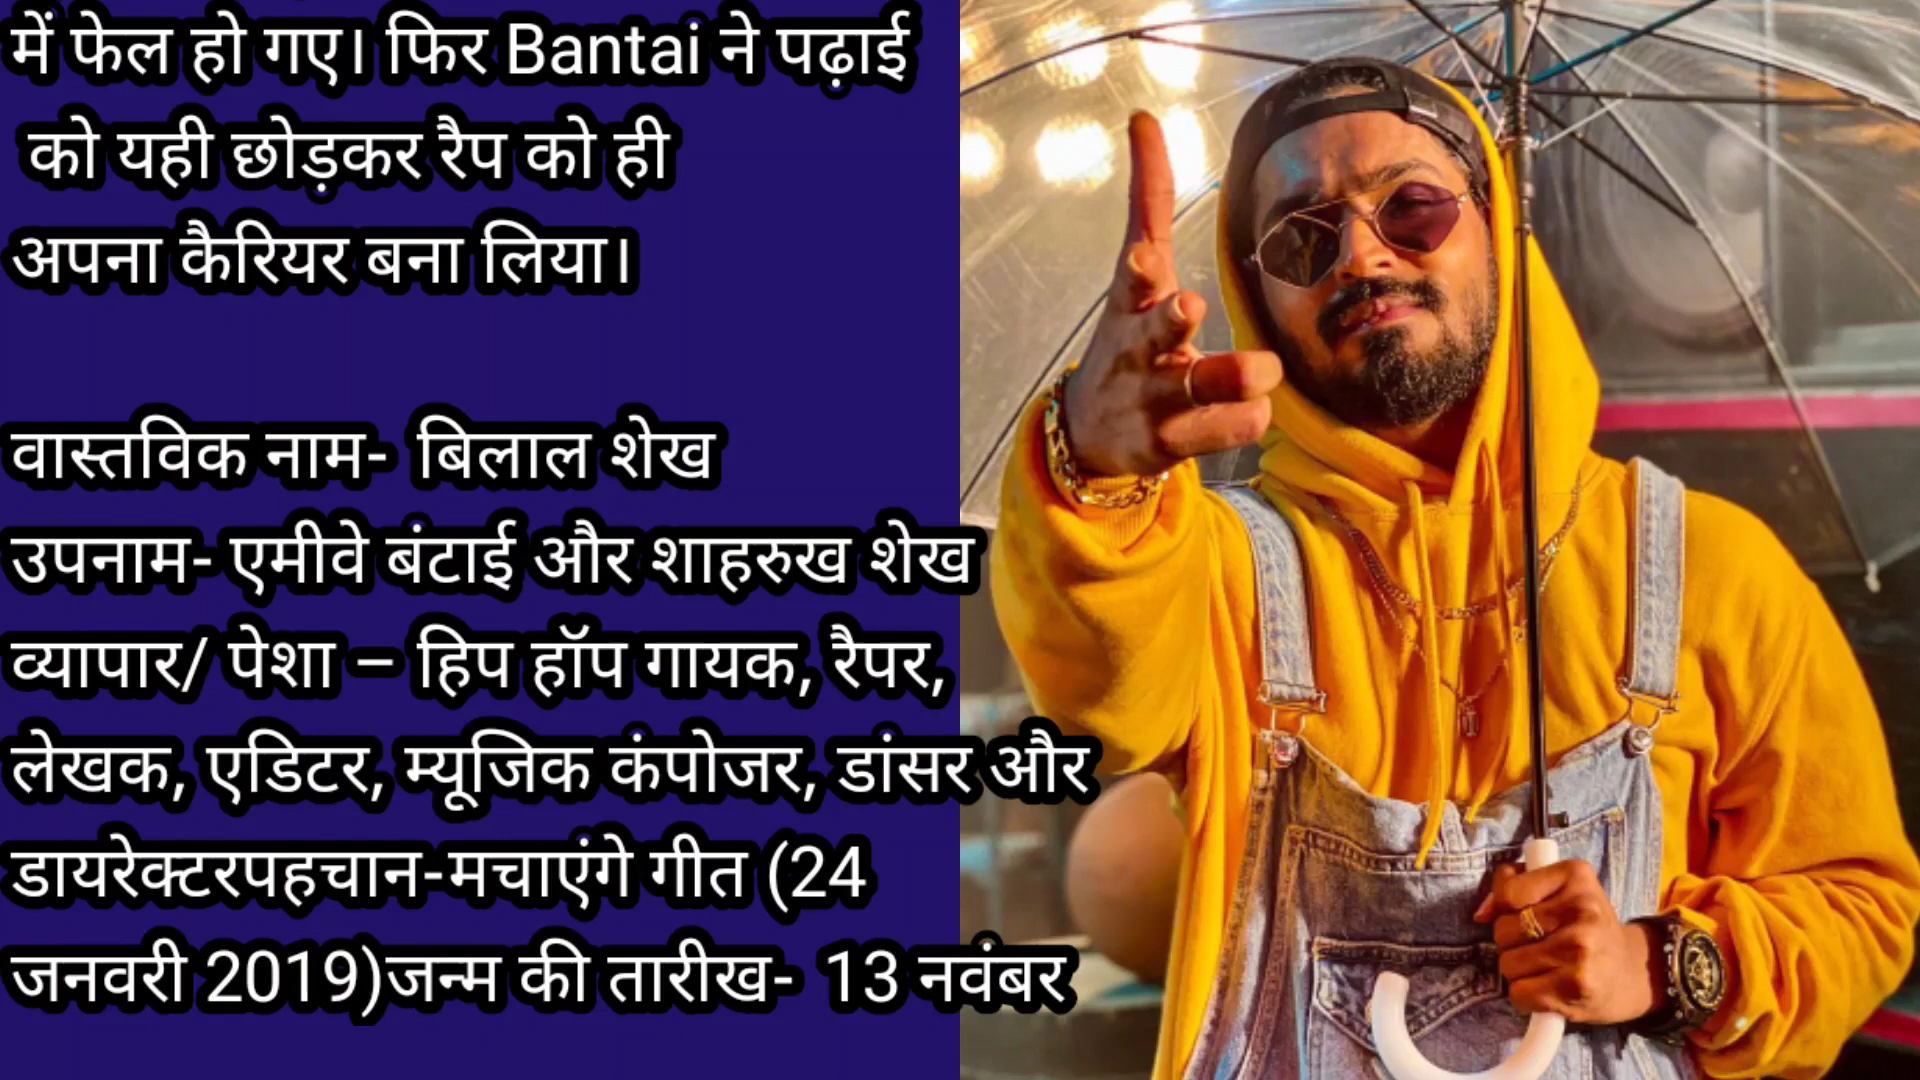 में फेल हो गए। फिर Bantai ने पढ़ाई
को यही छोड़कर रैप को ही
अपना कैरियर बना लिया।
वास्तविक नाम- बिलाल शेख
उपनाम- एमीवे बंटाई और शाहरुख शेख
व्यापार/ पेशा – हिप हॉप गायक, रैपर,
लेखक, एडिटर, म्यूजिक कंपोजर, डांसर और
डायरेक्टरपहचान-मचाएंगे गीत (24
जनवरी 2019)जन्म की तारीख- 13 नवंबर